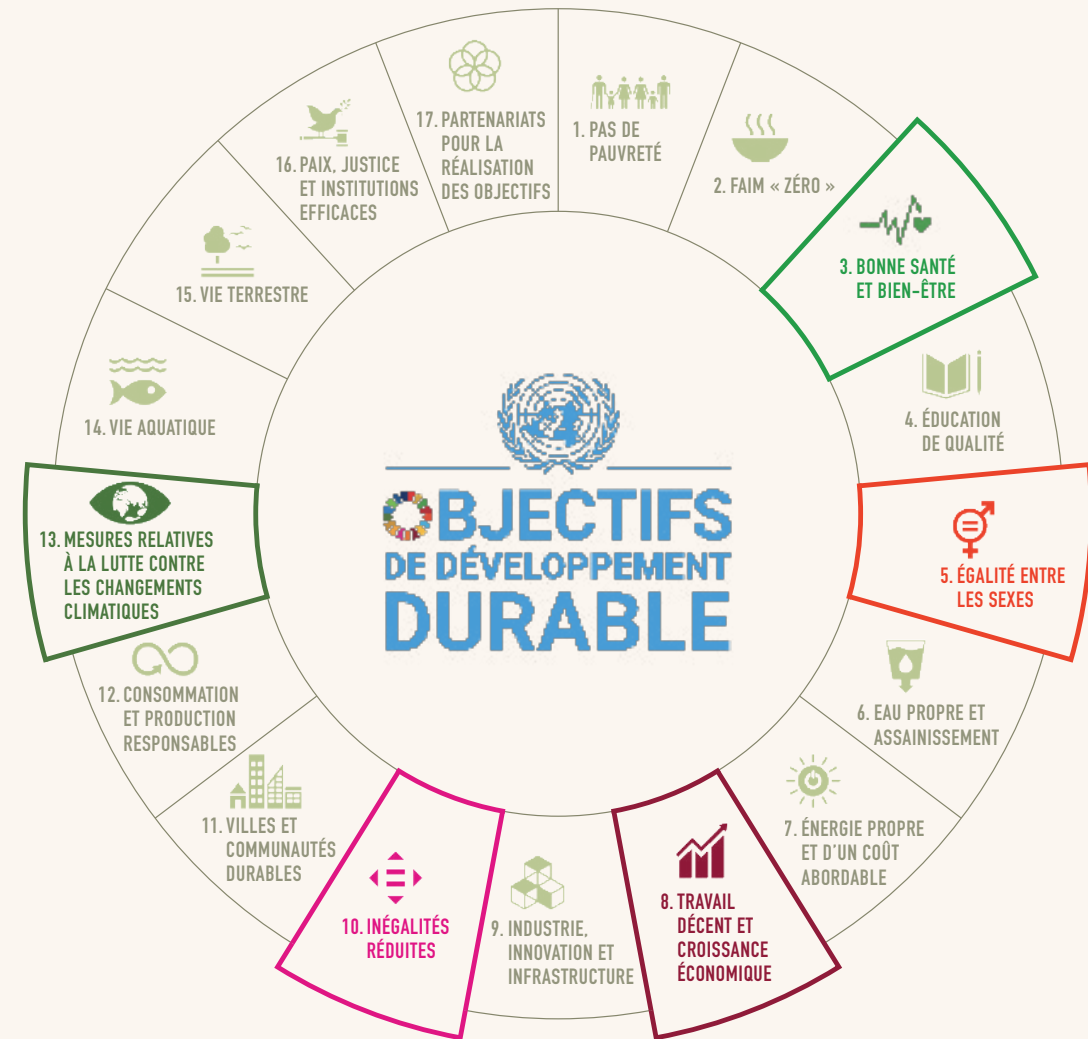 1. PAS DE
PAUVRETÉ
2. FAIM « ZÉRO »
3. BONNE SANTÉ
ET BIEN-ÊTRE
4. ÉDUCATION
DE QUALITÉ
5. ÉGALITÉ ENTRE
LES SEXES
6. EAU PROPRE ET
ASSAINISSEMENT
7. ÉNERGIE PROPRE
ET D'UN COÛT
ABORDABLE
8. TRAVAIL
DÉCENT ET
CROISSANCE
ÉCONOMIQUE
9. INDUSTRIE,
INNOVATION ET
INFRASTRUCTURE
10. INÉGALITÉS
RÉDUITES
11. VILLES ET
COMMUNAUTÉS
DURABLES
12. CONSOMMATION
ET PRODUCTION
RESPONSABLES
13. MESURES RELATIVES
À LA LUTTE CONTRE
LES CHANGEMENTS
CLIMATIQUES
14. VIE AQUATIQUE
15. VIE TERRESTRE
16. PAIX, JUSTICE
ET INSTITUTIONS
EFFICACES
17. PARTENARIATS
POUR LA
RÉALISATION
DES OBJECTIFS
OBJECTIFS
DE DÉVELOPPEMENT
DURABLE